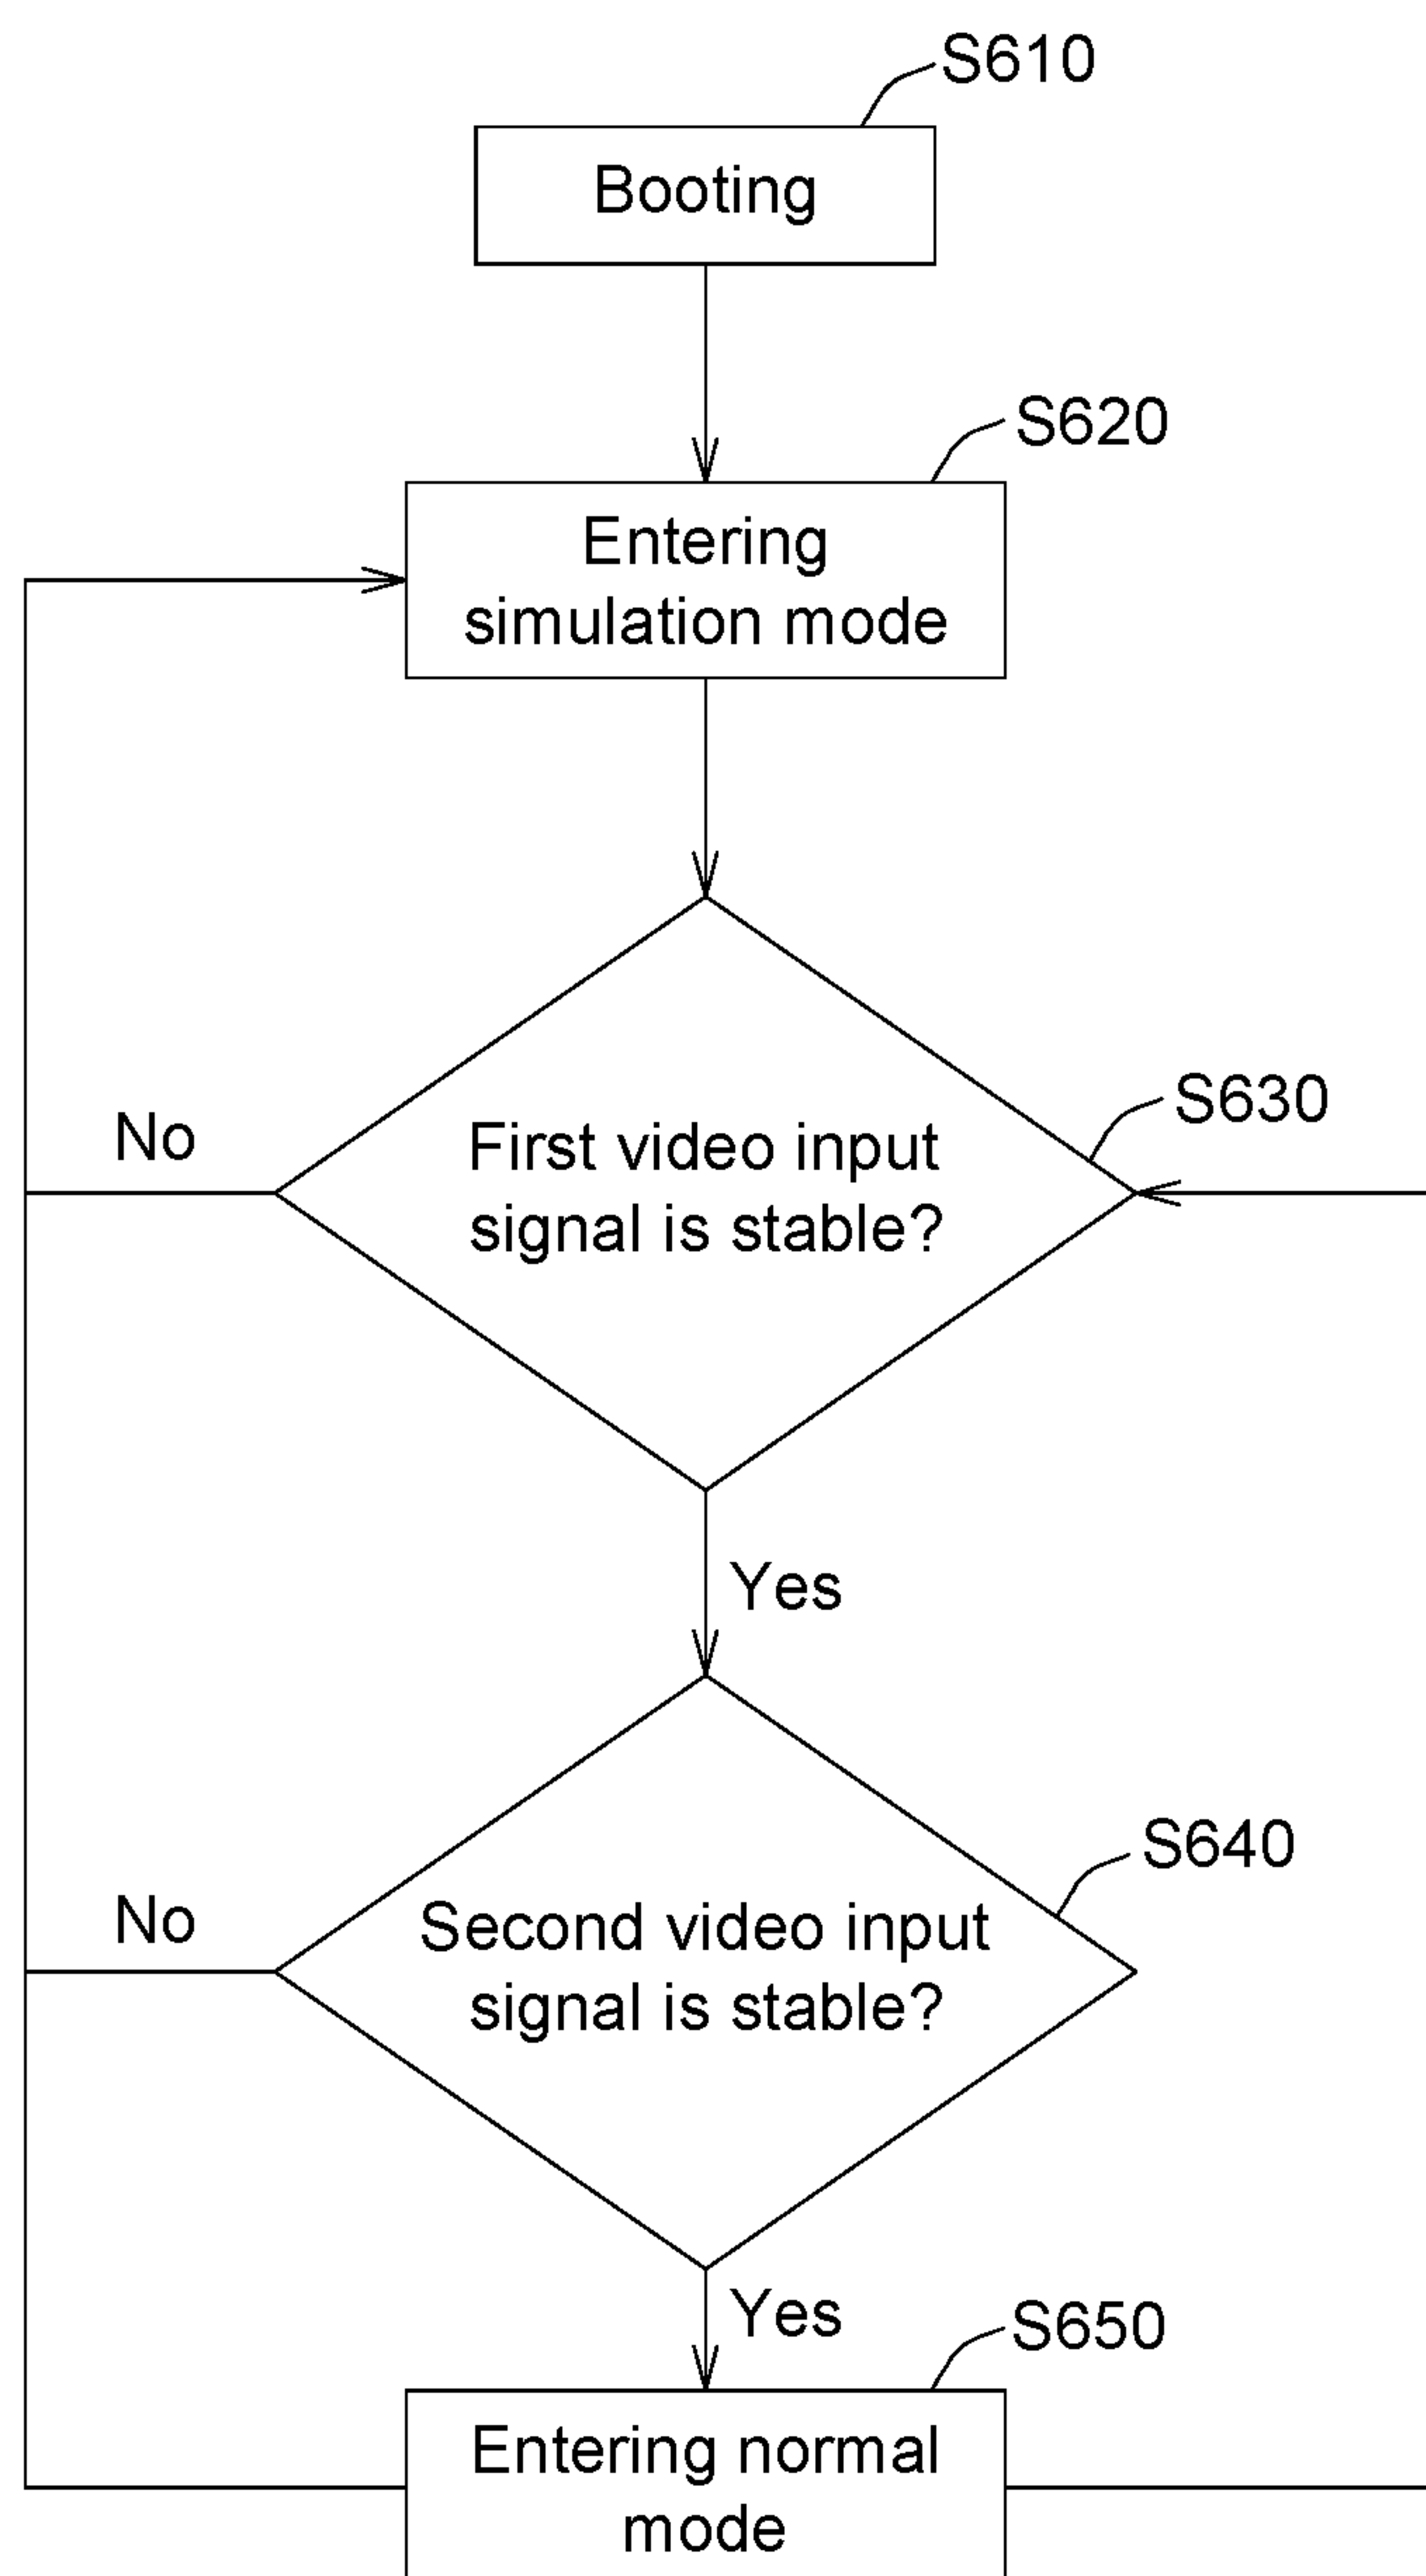 S610
Booting
S620
Entering
simulation mode
S630
No
First video input
signal is stable?
Yes
S640
No
Second video input
signal is stable?
Yes
S650
Entering normal
mode